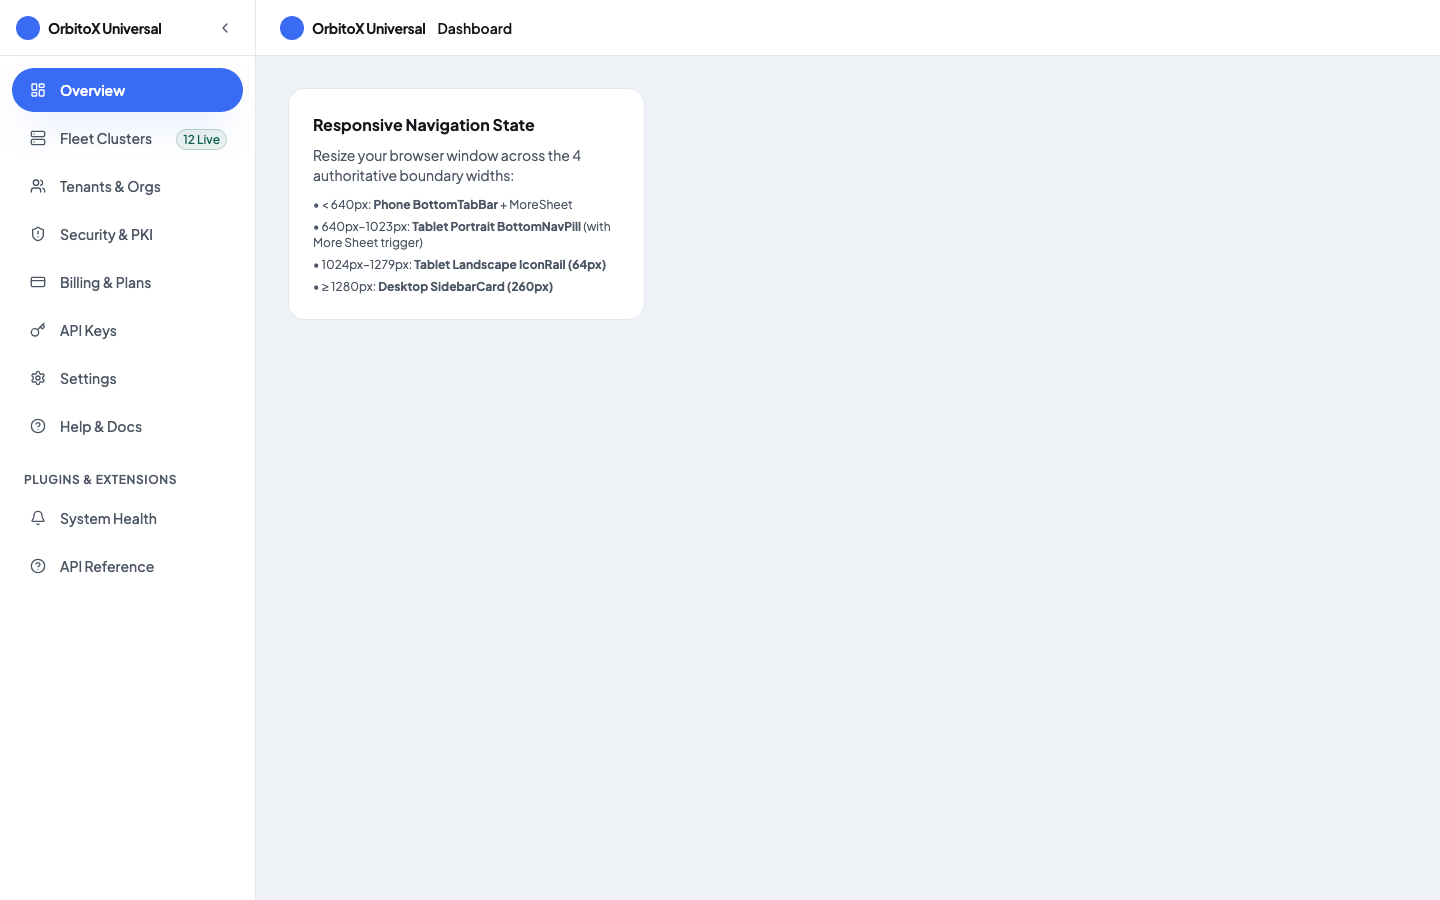 OrbitoX Universal
OrbitoX Universal Dashboard
Overview
Fleet Clusters 12 Live
Tenants & Orgs
Security & PKI
Billing & Plans
API Keys
Settings
Help & Docs
PLUGINS & EXTENSIONS
System Health
API Reference
Responsive Navigation State
Resize your browser window across the 4
authoritative boundary widths:
• < 640px: Phone BottomTabBar + MoreSheet
• 640px–1023px: Tablet Portrait BottomNavPill (with
More Sheet trigger)
• 1024px–1279px: Tablet Landscape IconRail (64px)
• ≥ 1280px: Desktop SidebarCard (260px)